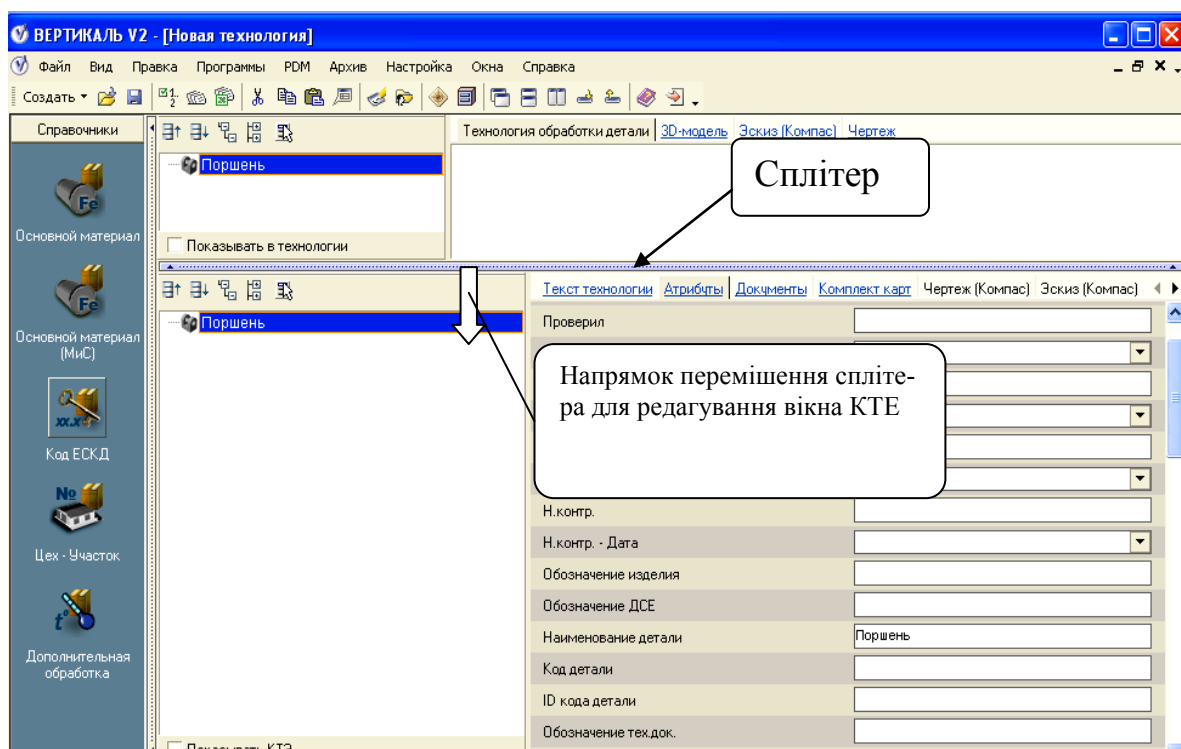 ВЕРТИКАЛЬ V2 - [Новая технология]
Файл Вид Правка Программы PDM Архив Настройка Окна Справка
Создать
Справочники
Технология обработки детали 3D-модель Эскиз (Компас) Чертеж
Поршень
Сплітер
Основной материал
Показывать в технологии
Текст технологии Атрибуты Документы Комплект карт Чертеж (Компас) Эскиз (Компас)
Поршень
Проверил
Основной материал
(МиС)
Напрямок перемішенняспліте-
ра для редагування вікна КТЕ
Код ЕСКД
Н.контр.
Н.контр. - Дата
Цех - Участок
Обозначение изделия
Обозначение ДСЕ
Наименование детали Поршень
Дополнительная
обработка
Код детали
ID кода детали
Обозначение тех.док.